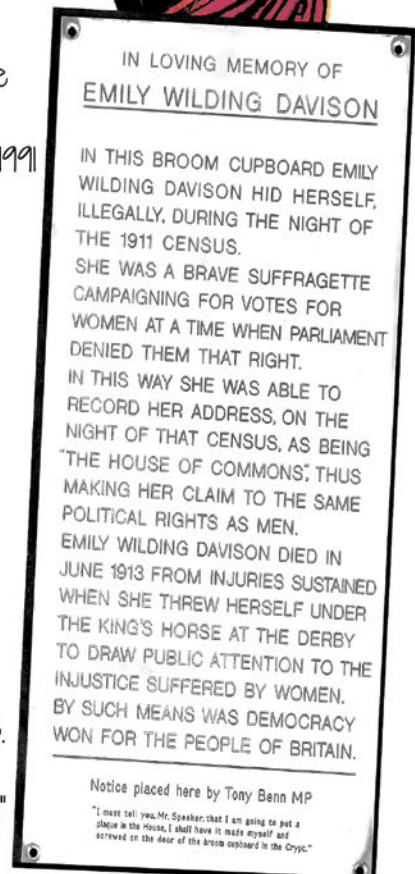 1991
IN LOVING MEMORY OF
EMILY WILDING DAVISON
IN THIS BROOM CUPBOARD EMILY
WILDING DAVISON HID HERSELF,
ILLEGALLY, DURING THE NIGHT OF
THE 1911 CENSUS.
SHE WAS A BRAVE SUFFRAGETTE
CAMPAIGNING FOR VOTES FOR
WOMEN AT A TIME WHEN PARLIAMENT
DENIED THEM THAT RIGHT.
IN THIS WAY SHE WAS ABLE TO
RECORD HER ADDRESS, ON THE
NIGHT OF THAT CENSUS, AS BEING
"THE HOUSE OF COMMONS", THUS
MAKING HER CLAIM TO THE SAME
POLITICAL RIGHTS AS MEN.
EMILY WILDING DAVISON DIED IN
JUNE 1913 FROM INJURIES SUSTAINED
WHEN SHE THREW HERSELF UNDER
THE KING'S HORSE AT THE DERBY
TO DRAW PUBLIC ATTENTION TO THE
INJUSTICE SUFFERED BY WOMEN.
BY SUCH MEANS WAS DEMOCRACY
WON FOR THE PEOPLE OF BRITAIN.
Notice placed here by Tony Benn MP
"I must tell you, Mr. Speaker, that I am going to put a
plaque in the House, I shall have it made myself and
screwed on the door of the broom cupboard in the Crypt."